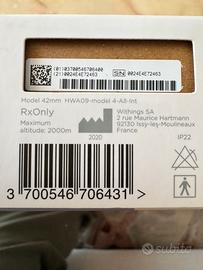 (01)03700546706400
(21)0024E4E72463
SN 0024E4E72463
Model 42mm HWA09-model 4-All-Int
RxOnly
Maximum
altitude: 2000m
2020
Withings SA
2 rue Maurice Hartmann
92130 Issy-les-Moulineaux
France
IP22
3 700546 706431 >
subito